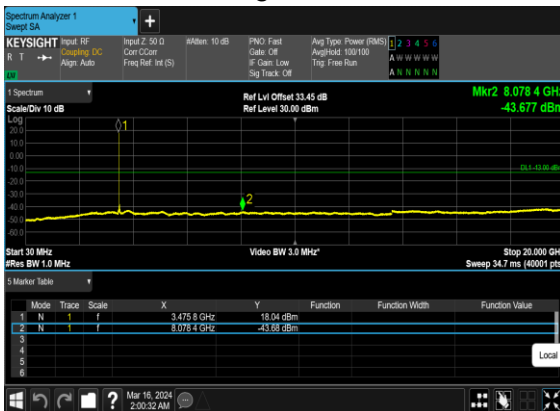 Spectrum Analyzer 1
Swept SA
+
KEYSIGHT Input: RF Input Z: 50 Ω #Atten: 10 dB PNO: Fast Avg Type: Power (RMS) 1 2 3 4 5 6
R T Coupling: DC Corr CCorr Gate: Off Avg|Hold: 100/100 A W W W W W
Align: Auto Freq Ref: Int (S) IF Gain: Low Trig: Free Run
Sig Track: Off A N N N N N
1 Spectrum
Scale/Div 10 dB
Ref Lvl Offset 33.45 dB
Ref Level 30.00 dBm
Mkr2 8.078 4 GHz
-43.677 dBm
Log
20.0
10.0
0.00
-10.0
-20.0
-30.0
-40.0
-50.0
-60.0
1
2
DL1 -13.00 dBm
Start 30 MHz Video BW 3.0 MHz* Stop 20.000 GH
#Res BW 1.0 MHz Sweep 34.7 ms (40001 pts
5 Marker Table
Mode Trace Scale X Y Function Function Width Function Value
1 N 1 f 3.475 8 GHz 18.04 dBm
2 N 1 f 8.078 4 GHz -43.68 dBm
3
4
5
6
Local
? Mar 16, 2024
2:00:32 AM